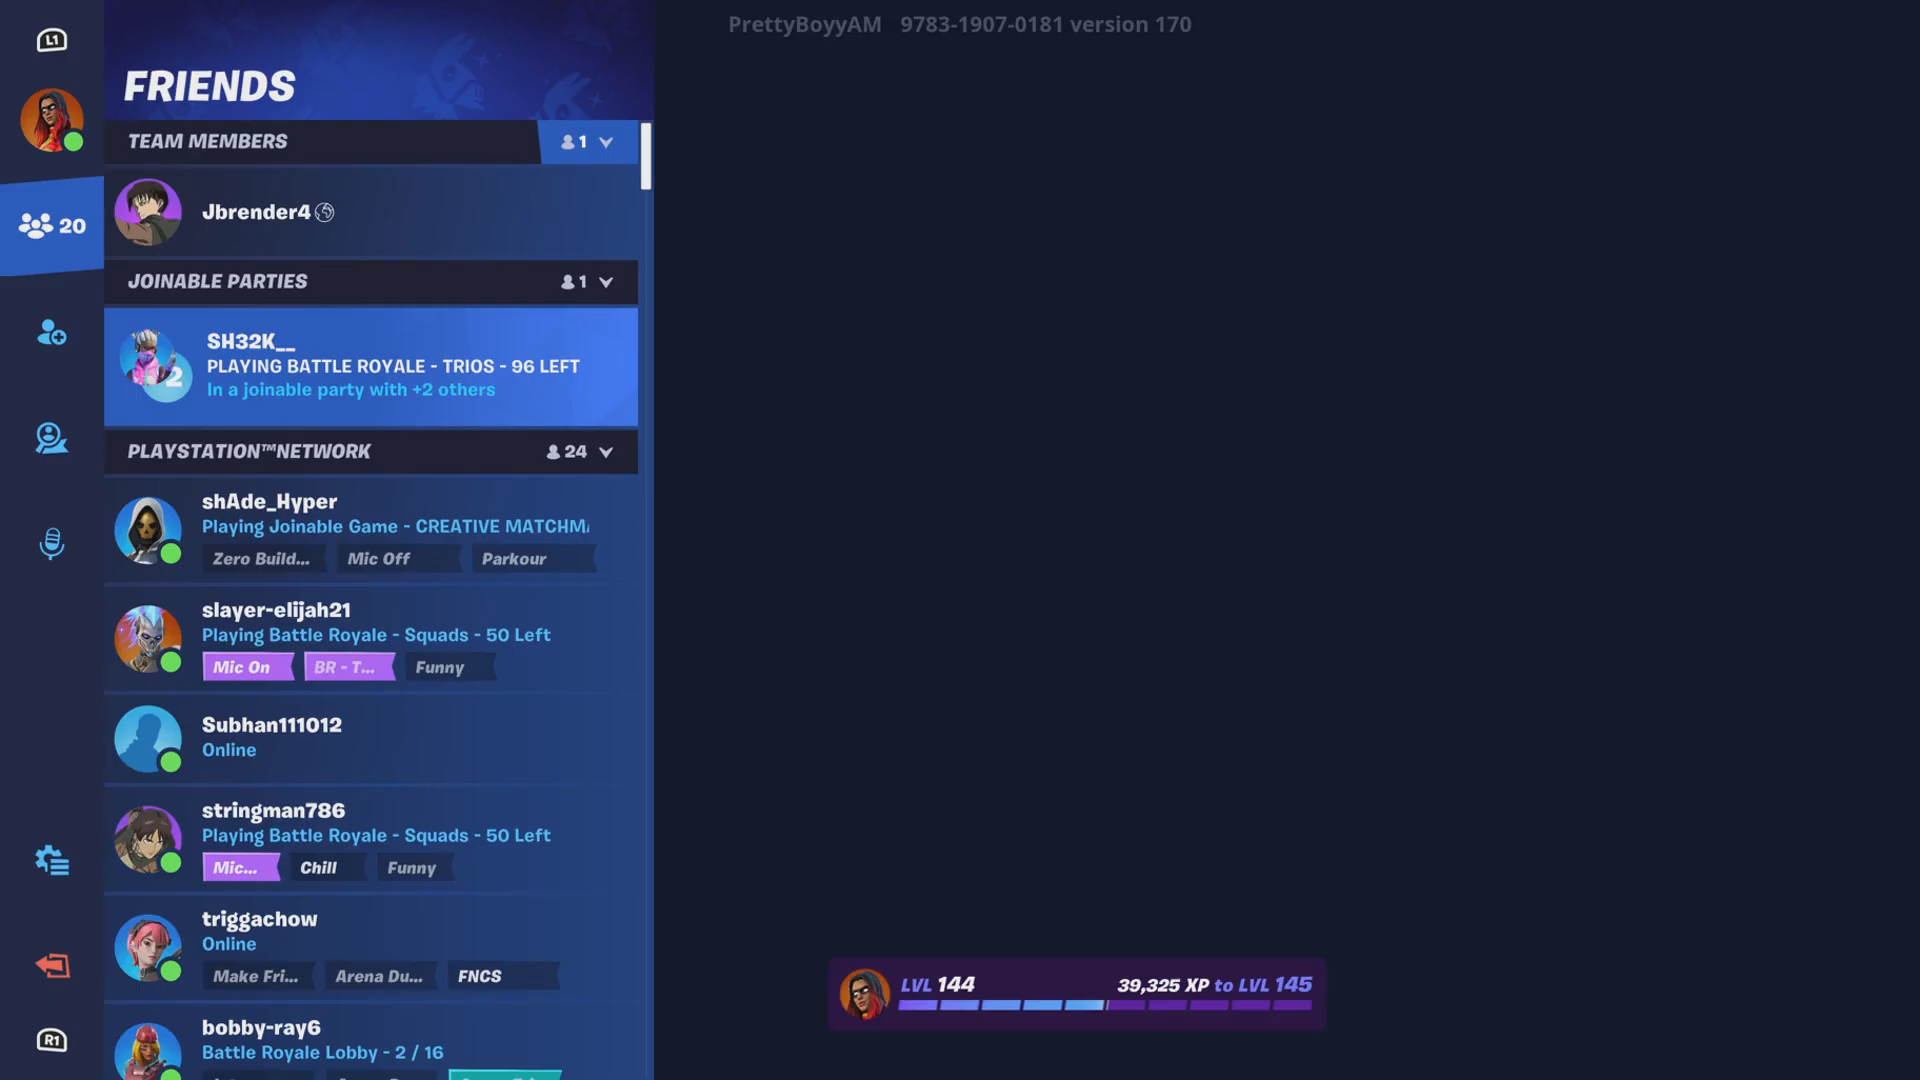 L1
PrettyBoyyAM 9783-1907-0181 version 170
FRIENDS
TEAM MEMBERS 1
Jbrender4
20
JOINABLE PARTIES 1
SH32K__
PLAYING BATTLE ROYALE - TRIOS - 96 LEFT
2
In a joinable party with +2 others
PLAYSTATION™NETWORK 24
shAde_Hyper
Playing Joinable Game - CREATIVE MATCHM
Zero Build... Mic Off Parkour
slayer-elijah21
Playing Battle Royale - Squads - 50 Left
Mic On BR - T... Funny
Subhan111012
Online
stringman786
Playing Battle Royale - Squads - 50 Left
Mic... Chill Funny
triggachow
Online
Make Fri... Arena Du... FNCS
bobby-ray6
Battle Royale Lobby - 2 / 16
R1
LVL 144 39,325 XP to LVL 145